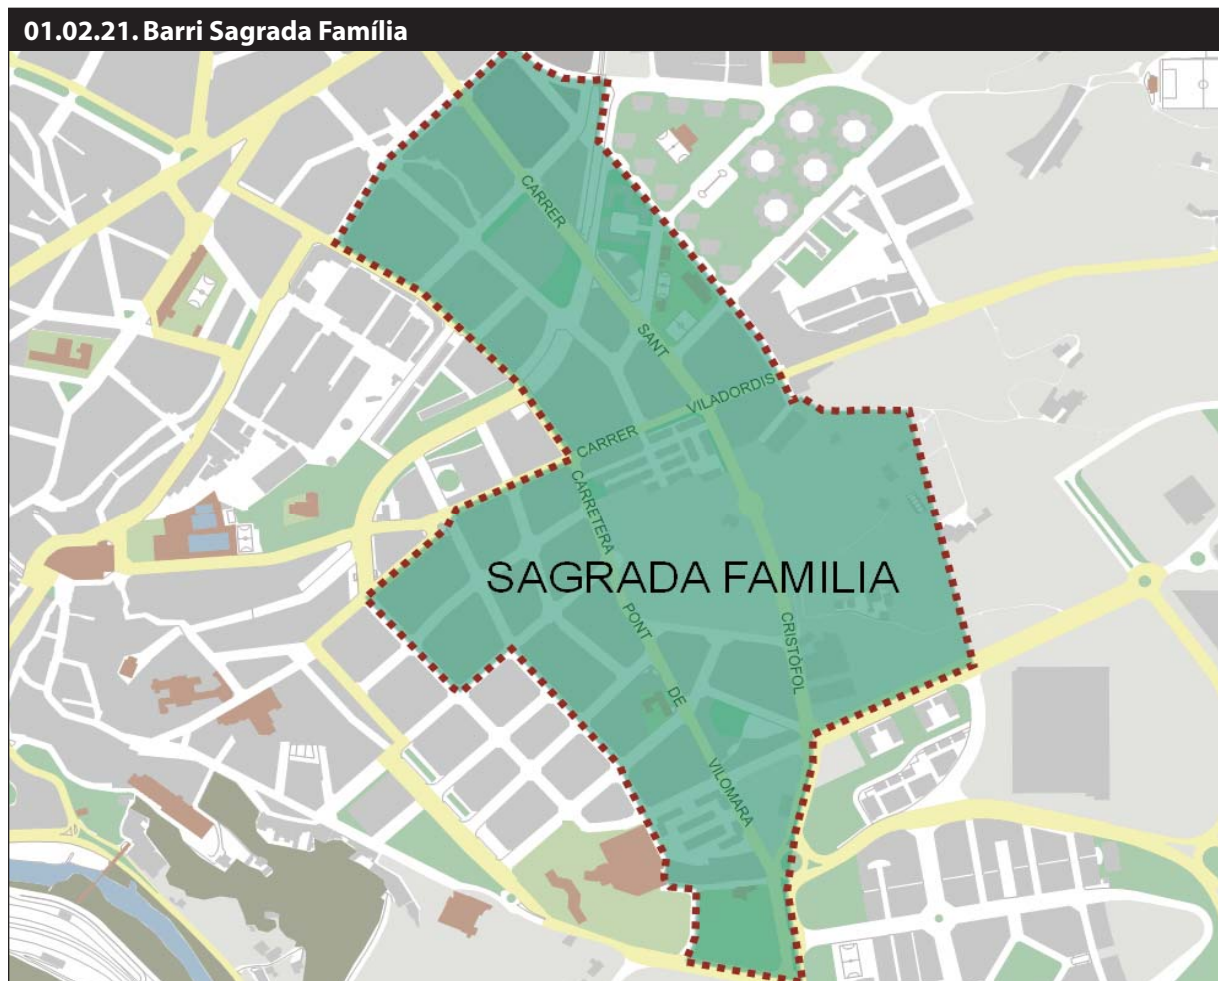 01.02.21. Barri Sagrada Família
CARRER
SANT
CRISTÒFOL
CARRER
VILADORDIS
CARRETERA
PONT
DE
VILOMARA
SAGRADA FAMILIA